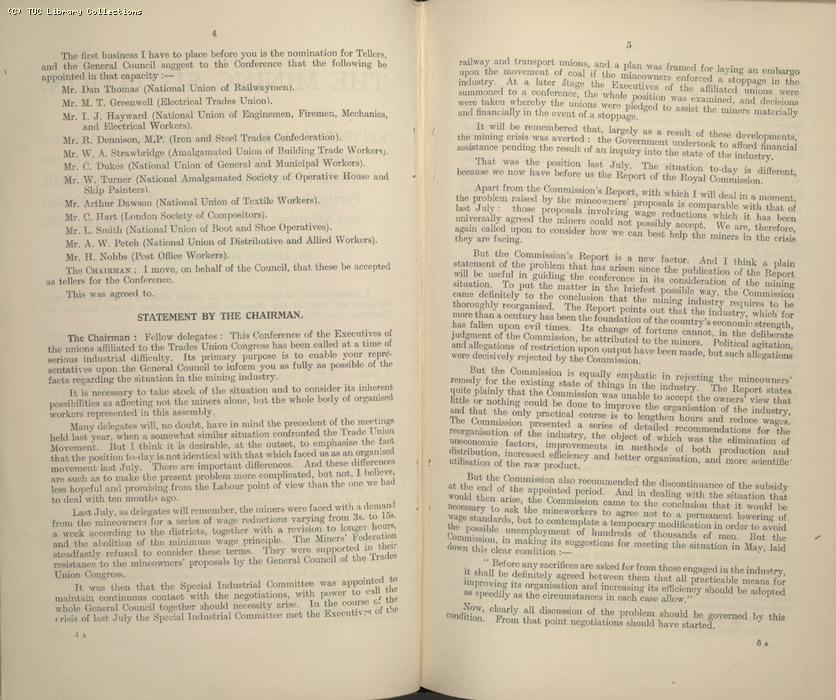 (C) TUC Library Collections
4
The first business I have to place before you is the nomination for Tellers,
and the General Council suggest to the Conference that the following be
appointed in that capacity :—
Mr. Dan Thomas (National Union of Railwaymen).
Mr. M. T. Greenwell (Electrical Trades Union).
Mr. I. J. Hayward (National Union of Enginemen, Firemen, Mechanics,
and Electrical Workers).
Mr. R. Dennison, M.P. (Iron and Steel Trades Confederation).
Mr. W. A. Strawbridge (Amalgamated Union of Building Trade Workers).
Mr. C. Dukes (National Union of General and Municipal Workers).
Mr. W. Turner (National Amalgamated Society of Operative House and
Ship Painters).
Mr. Arthur Dawson (National Union of Textile Workers).
Mr. C. Hart (London Society of Compositors).
Mr. L. Smith (National Union of Boot and Shoe Operatives).
Mr. A. W. Petch (National Union of Distributive and Allied Workers).
Mr. H. Nobbs (Post Office Workers).
The CHAIRMAN : I move, on behalf of the Council, that these be accepted
as tellers for the Conference.
This was agreed to.
STATEMENT BY THE CHAIRMAN.
The Chairman : Fellow delegates : This Conference of the Executives of
the unions affiliated to the Trades Union Congress has been called at a time of
serious industrial difficulty. Its primary purpose is to enable your repre-
sentatives upon the General Council to inform you as fully as possible of the
facts regarding the situation in the mining industry.
It is necessary to take stock of the situation and to consider its inherent
possibilities as affecting not the miners alone, but the whole body of organised
workers represented in this assembly.
Many delegates will, no doubt, have in mind the precedent of the meetings
held last year, when a somewhat similar situation confronted the Trade Union
Movement. But I think it is desirable, at the outset, to emphasise the fact
that the position to-day is not identical with that which faced us as an organised
movement last July. There are important differences. And these differences
are such as to make the present problem more complicated, but not, I believe,
less hopeful and promising from the Labour point of view than the one we had
to deal with ten months ago.
Last July, as delegates will remember, the miners were faced with a demand
from the mineowners for a series of wage reductions varying from 3s. to 15s.
a week according to the districts, together with a revision to longer hours,
and the abolition of the minimum wage principle. The Miners' Federation
steadfastly refused to consider these terms. They were supported in their
resistance to the mineowners' proposals by the General Council of the Trades
Union Congress.
It was then that the Special Industrial Committee was appointed to
maintain continuous contact with the negotiations, with power to call the
whole General Council together should necessity arise. In the course of the
crisis of last July the Special Industrial Committee met the Executives of the
4 A
5
railway and transport unions, and a plan was framed for laying an embargo
upon the movement of coal if the mineowners enforced a stoppage in the
industry. At a later stage the Executives of the affiliated unions were
summoned to a conference, the whole position was examined, and decisions
were taken whereby the unions were pledged to assist the miners materially
and financially in the event of a stoppage.
It will be remembered that, largely as a result of these developments,
the mining crisis was averted : the Government undertook to afford financial
assistance pending the result of an inquiry into the state of the industry.
That was the position last July. The situation to-day is different,
because we now have before us the Report of the Royal Commission.
Apart from the Commission's Report, with which I will deal in a moment,
the problem raised by the mineowners' proposals is comparable with that of
last July : those proposals involving wage reductions which it has been
universally agreed the miners could not possibly accept. We are, therefore,
again called upon to consider how we can best help the miners in the crisis
they are facing.
But the Commission's Report is a new factor. And I think a plain
statement of the problem that has arisen since the publication of the Report
will be useful in guiding the conference in its consideration of the mining
situation. To put the matter in the briefest possible way, the Commission
came definitely to the conclusion that the mining industry requires to be
thoroughly reorganised. The Report points out that the industry, which for
more than a century has been the foundation of the country's economic strength,
has fallen upon evil times. Its change of fortune cannot, in the deliberate
judgment of the Commission, be attributed to the miners. Political agitation,
and allegations of restriction upon output have been made, but such allegations
were decisively rejected by the Commission.
But the Commission is equally emphatic in rejecting the mineowners'
remedy for the existing state of things in the industry. The Report states
quite plainly that the Commission was unable to accept the owners' view that
little or nothing could be done to improve the organisation of the industry,
and that the only practical course is to lengthen hours and reduce wages.
The Commission presented a series of detailed recommendations for the
reorganisation of the industry, the object of which was the elimination of
uneconomic factors, improvements in methods of both production and
distribution, increased efficiency and better organisation, and more scientific
utilisation of the raw product.
But the Commission also recommended the discontinuance of the subsidy
at the end of the appointed period. And in dealing with the situation that
would then arise, the Commission came to the conclusion that it would be
necessary to ask the mineworkers to agree not to a permanent lowering of
wage standards, but to contemplate a temporary modification in order to avoid
the possible unemployment of hundreds of thousands of men. But the
Commission, in making its suggestions for meeting the situation in May, laid
down this clear condition :—
" Before any sacrifices are asked for from those engaged in the industry,
it shall be definitely agreed between them that all practicable means for
improving its organisation and increasing its efficiency should be adopted
as speedily as the circumstances in each case allow."
Now, clearly all discussion of the problem should be governed by this
condition. From that point negotiations should have started.
5 A